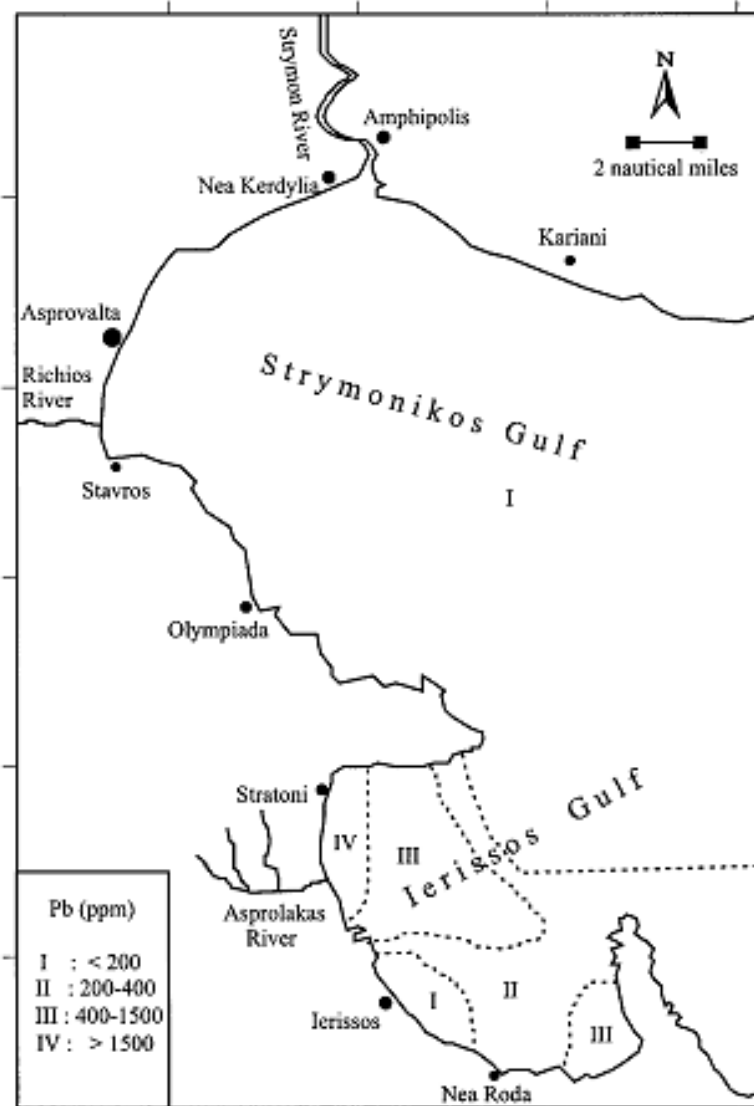 Strymon River
N
2 nautical miles
Amphipolis
Nea Kerdylia
Kariani
Asprovalta
Richios
River
Strymonikos Gulf
I
Stavros
Olympiada
Stratoni
Ierissos Gulf
IV
III
Asprolakas
River
Pb (ppm)
I : < 200
II : 200-400
III : 400-1500
IV : > 1500
Ierissos
I
II
III
Nea Roda